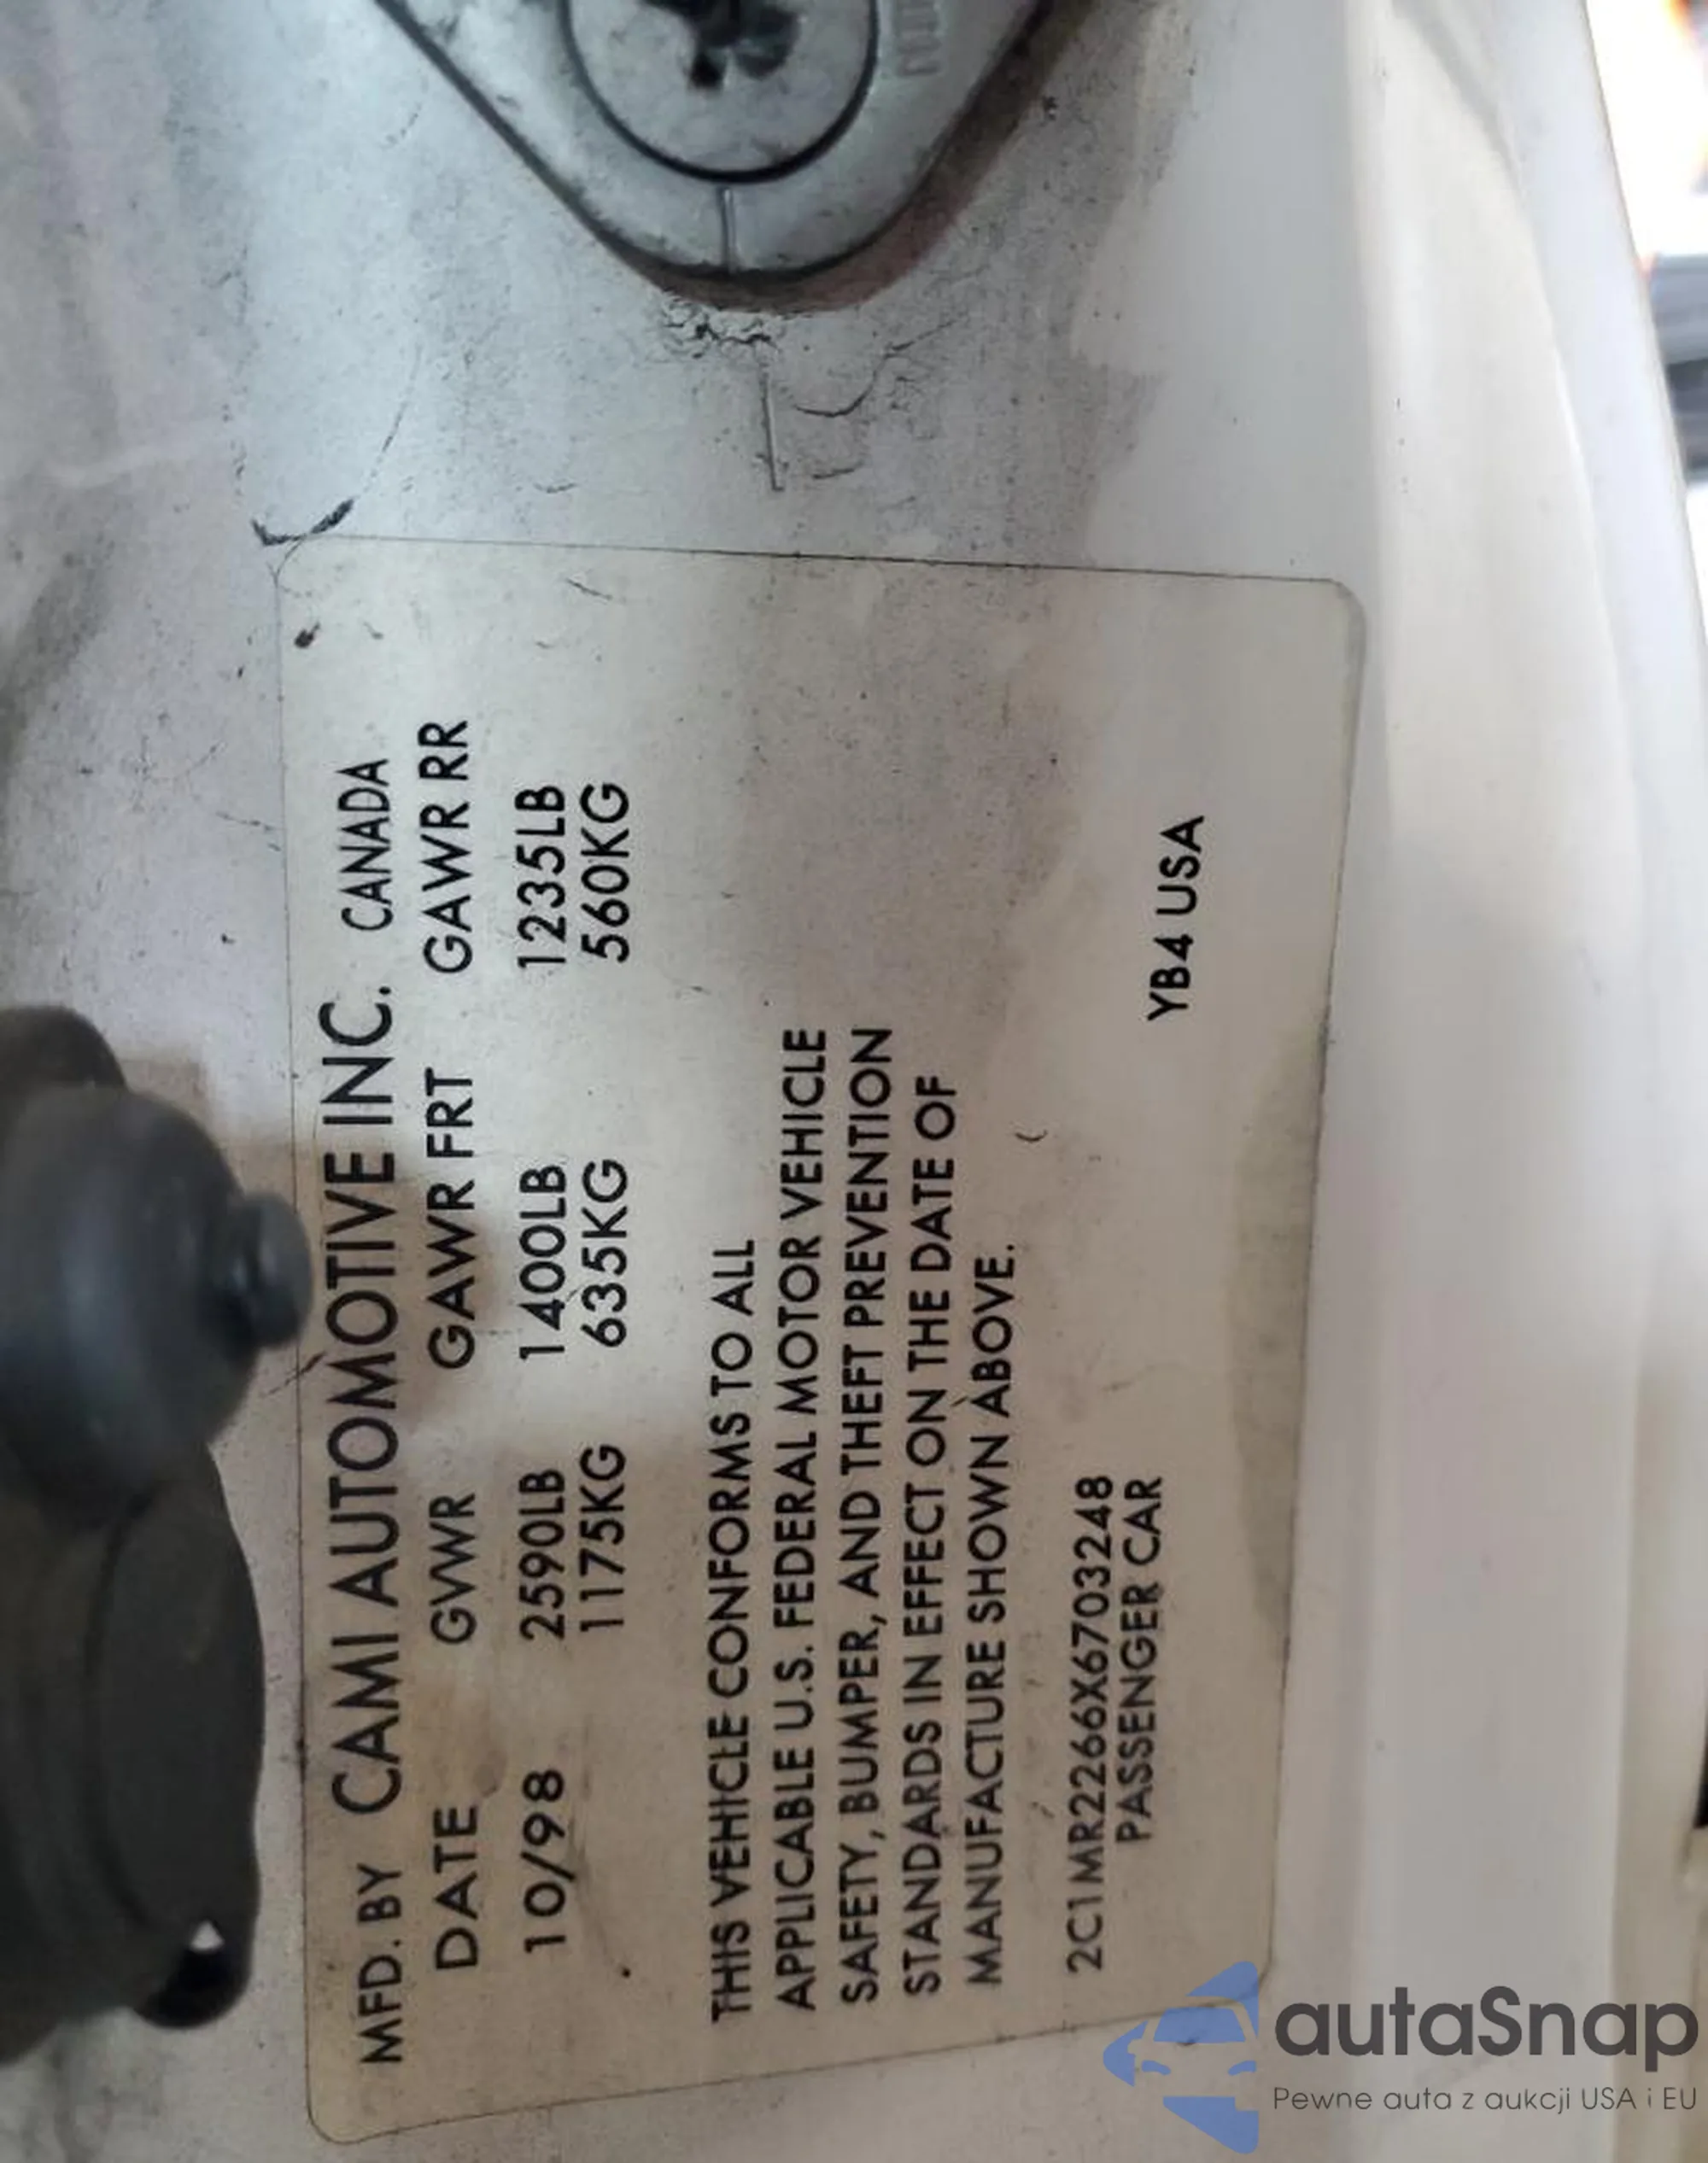 MFD. BY CAMI AUTOMOTIVE INC. CANADA
DATE GVWR GAWR FRT GAWR RR
10/98 2590LB 1400LB 1235LB
1175KG 635KG 560KG
THIS VEHICLE CONFORMS TO ALL
APPLICABLE U.S. FEDERAL MOTOR VEHICLE
SAFETY, BUMPER, AND THEFT PREVENTION
STANDARDS IN EFFECT ON THE DATE OF
MANUFACTURE SHOWN ABOVE.
2C1MR2266X6703248
PASSENGER CAR
YB4 USA
autaSnap
Pewne auta z aukcji USA i EU